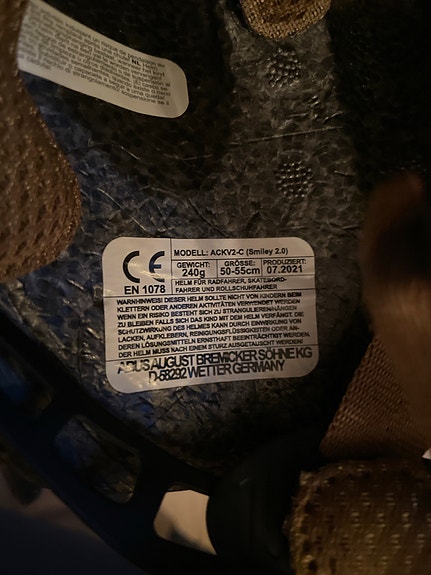 CE
EN 1078
MODELL: ACKV2-C (Smiley 2.0)
GEWICHT: GRÖSSE: PRODUZIERT:
240g 50-55cm 07.2021
HELM FÜR RADFAHRER, SKATEBORD-
FAHRER UND ROLLSCHUHFAHRER
WARNHINWEIS! DIESER HELM SOLLTE NICHT VON KINDERN BEIM
KLETTERN ODER ANDEREN AKTIVITÄTEN VERWENDET WERDEN
WENN EIN RISIKO BESTEHT SICH ZU STRANGULIEREN/HÄNGEN
ZU BLEIBEN FALLS SICH DAS KIND MIT DEM HELM VERFÄNGT. DIE
SCHUTZWIRKUNG DES HELMES KANN DURCH EINWIRKUNG VON
LACKEN, AUFKLEBERN, REINIGUNGSFLÜSSIGKEITEN ODER AN-
DEREN LÖSUNGSMITTELN ERNSTHAFT BEEINTRÄCHTIGT WERDEN.
DER HELM MUSS NACH EINEM STURZ AUSGETAUSCHT WERDEN!
ABUS AUGUST BREMICKER SÖHNE KG
D-58292 WETTER GERMANY